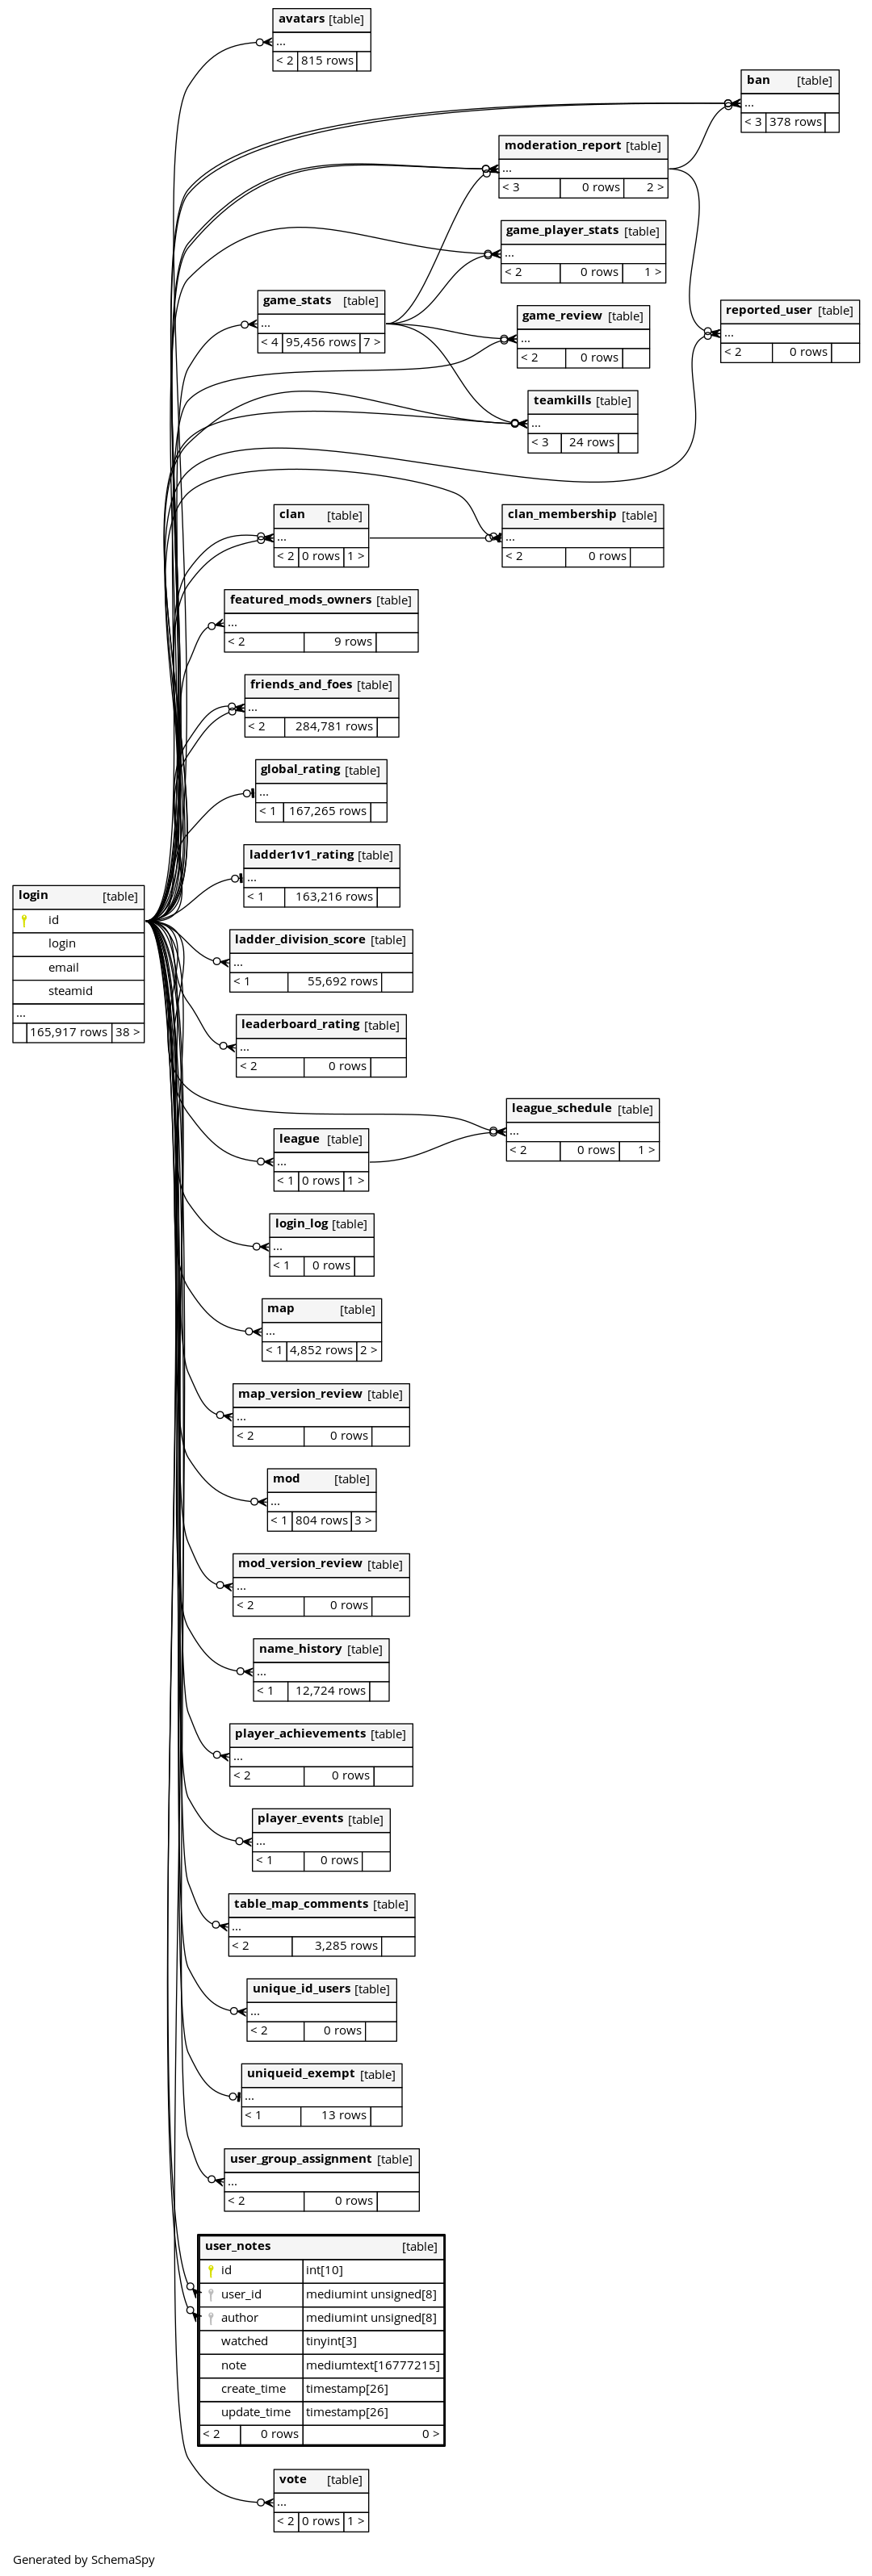 avatars [table]
...
< 2 815 rows
ban [table]
...
< 3 378 rows
moderation_report [table]
...
< 3 0 rows 2 >
game_player_stats [table]
...
< 2 0 rows 1 >
game_stats [table]
...
< 4 95,456 rows 7 >
game_review [table]
...
< 2 0 rows
reported_user [table]
...
< 2 0 rows
teamkills [table]
...
< 3 24 rows
clan [table]
...
< 2 0 rows 1 >
clan_membership [table]
...
< 2 0 rows
featured_mods_owners [table]
...
< 2 9 rows
friends_and_foes [table]
...
< 2 284,781 rows
global_rating [table]
...
< 1 167,265 rows
ladder1v1_rating [table]
...
< 1 163,216 rows
login [table]
id
login
email
steamid
...
165,917 rows 38 >
ladder_division_score [table]
...
< 1 55,692 rows
leaderboard_rating [table]
...
< 2 0 rows
league_schedule [table]
...
< 2 0 rows 1 >
league [table]
...
< 1 0 rows 1 >
login_log [table]
...
< 1 0 rows
map [table]
...
< 1 4,852 rows 2 >
map_version_review [table]
...
< 2 0 rows
mod [table]
...
< 1 804 rows 3 >
mod_version_review [table]
...
< 2 0 rows
name_history [table]
...
< 1 12,724 rows
player_achievements [table]
...
< 2 0 rows
player_events [table]
...
< 1 0 rows
table_map_comments [table]
...
< 2 3,285 rows
unique_id_users [table]
...
< 2 0 rows
uniqueid_exempt [table]
...
< 1 13 rows
user_group_assignment [table]
...
< 2 0 rows
user_notes [table]
id int[10]
user_id mediumint unsigned[8]
author mediumint unsigned[8]
watched tinyint[3]
note mediumtext[16777215]
create_time timestamp[26]
update_time timestamp[26]
< 2 0 rows 0 >
vote [table]
...
< 2 0 rows 1 >
Generated by SchemaSpy